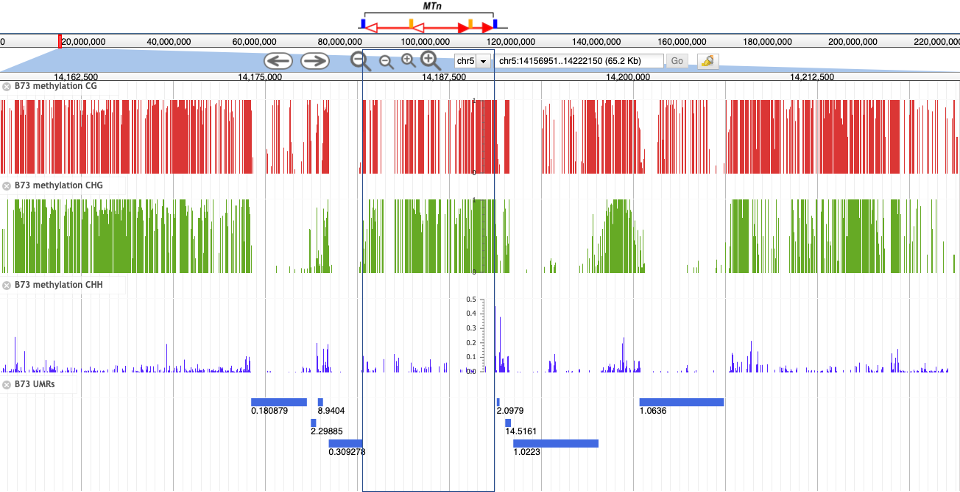 MTn
0 20,000,000 40,000,000 60,000,000 80,000,000 100,000,000 120,000,000 140,000,000 160,000,000 180,000,000 200,000,000 220,000,00
chr5 chr5:14156951..14222150 (65.2 Kb) Go
14,162,500 14,175,000 14,187,500 14,200,000 14,212,500
B73 methylation CG
1
0
B73 methylation CHG
1
0
B73 methylation CHH
0.5
0.4
0.3
0.2
0.1
0.0
B73 UMRs
0.180879 8.9404 2.0979 1.0636
2.29885 14.5161
0.309278 1.0223